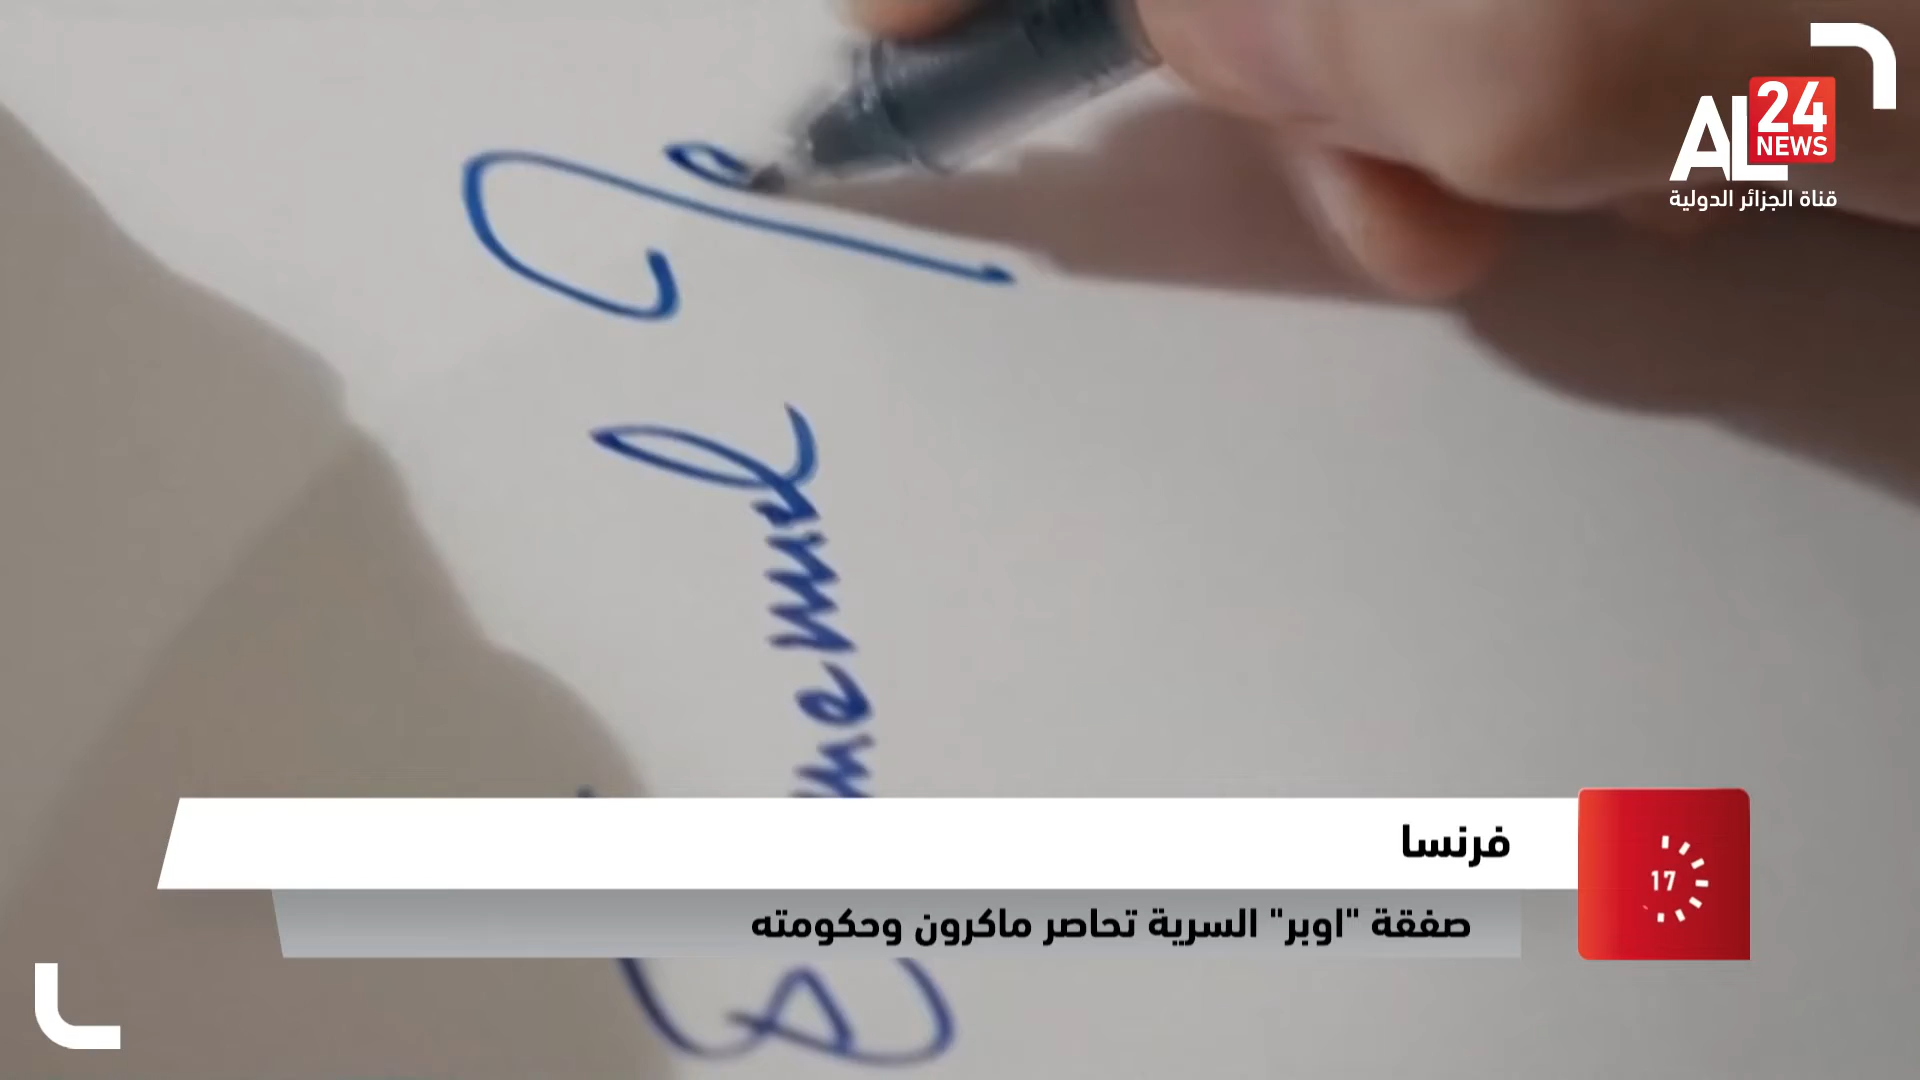 AL
24
NEWS
قناة الجزائر الدولية
فرنسا
17
صفقة "اوبر" السرية تحاصر ماكرون وحكومته